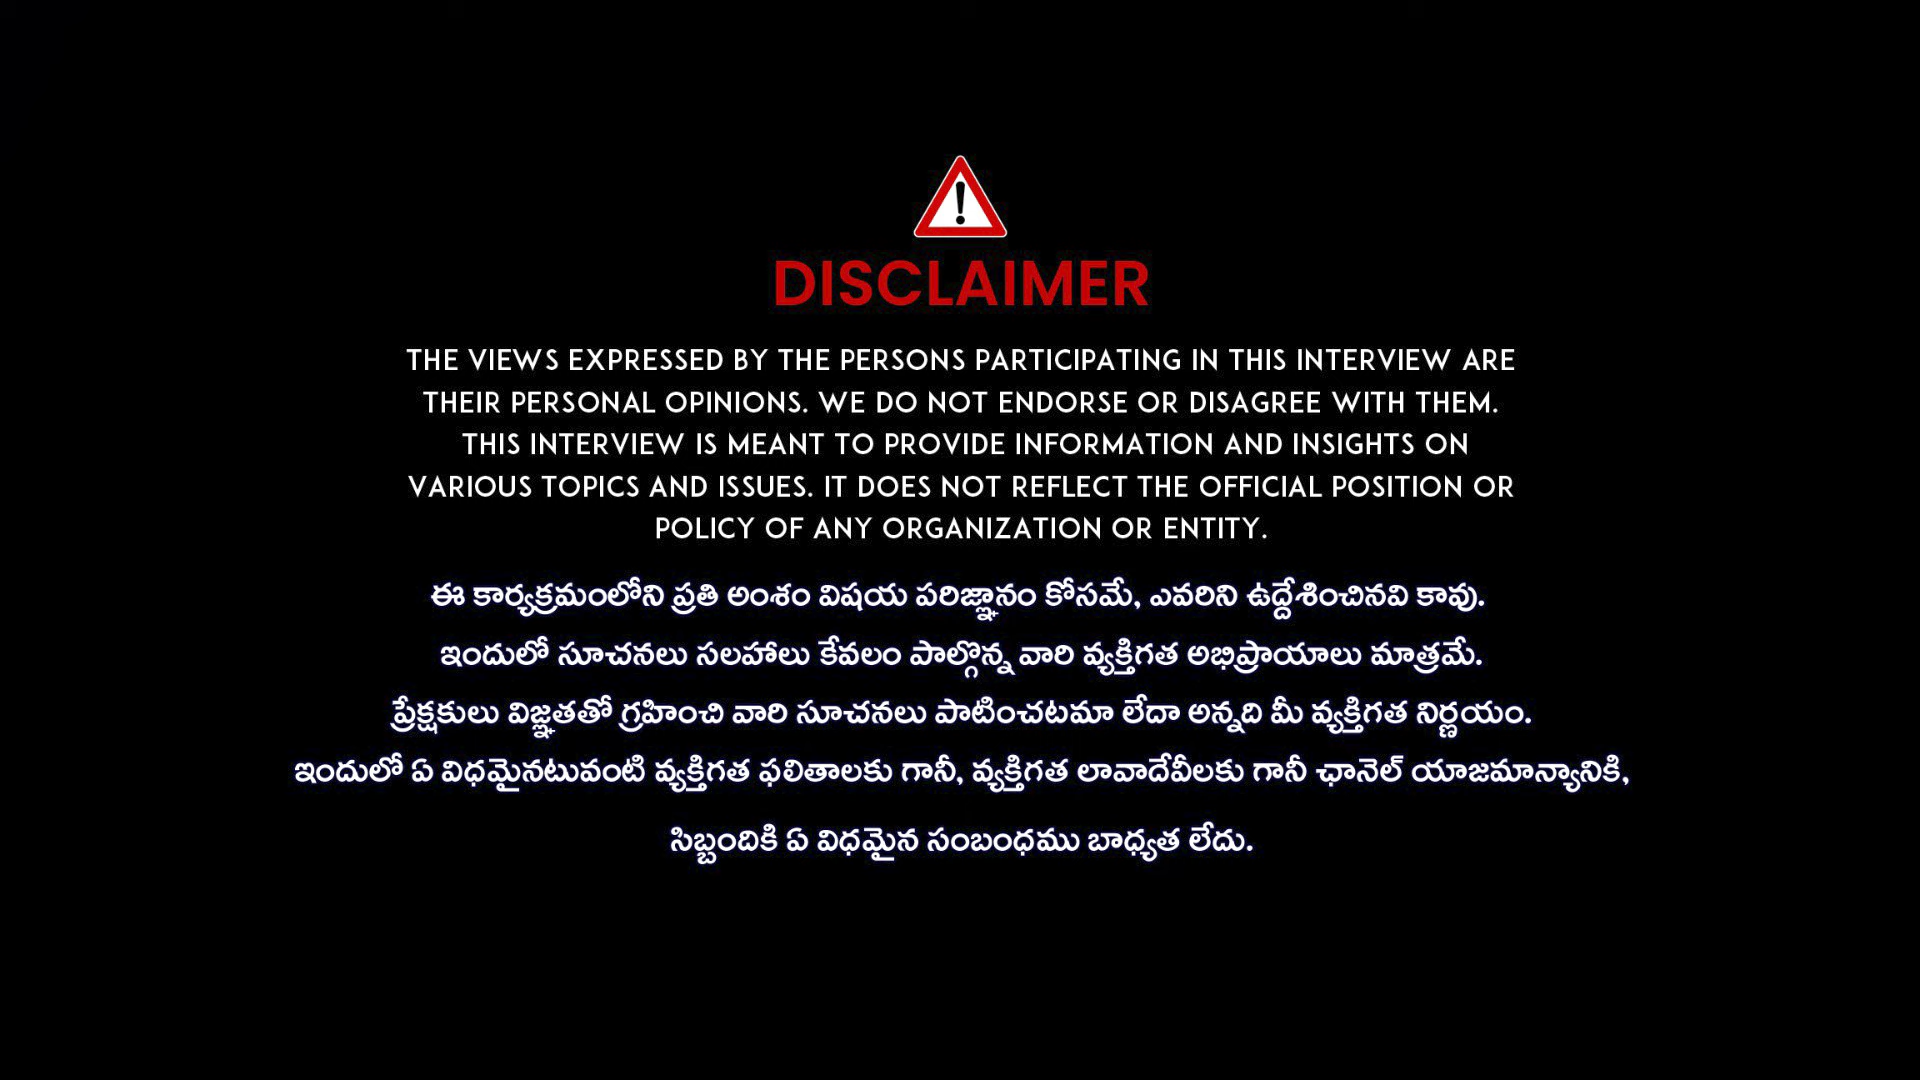 DISCLAIMER
THE VIEWS EXPRESSED BY THE PERSONS PARTICIPATING IN THIS INTERVIEW ARE
THEIR PERSONAL OPINIONS. WE DO NOT ENDORSE OR DISAGREE WITH THEM.
THIS INTERVIEW IS MEANT TO PROVIDE INFORMATION AND INSIGHTS ON
VARIOUS TOPICS AND ISSUES. IT DOES NOT REFLECT THE OFFICIAL POSITION OR
POLICY OF ANY ORGANIZATION OR ENTITY.
ఈ కార్యక్రమంలోని ప్రతి అంశం విషయ పరిజ్ఞానం కోసమే, ఎవరిని ఉద్దేశించినవి కావు.
ఇందులో సూచనలు సలహాలు కేవలం పాల్గొన్న వారి వ్యక్తిగత అభిప్రాయాలు మాత్రమే.
ప్రేక్షకులు విజ్ఞతతో గ్రహించి వారి సూచనలు పాటించటమా లేదా అన్నది మీ వ్యక్తిగత నిర్ణయం.
ఇందులో ఏ విధమైనటువంటి వ్యక్తిగత ఫలితాలకు గానీ, వ్యక్తిగత లావాదేవీలకు గానీ ఛానెల్ యాజమాన్యానికి,
సిబ్బందికి ఏ విధమైన సంబంధము బాధ్యత లేదు.